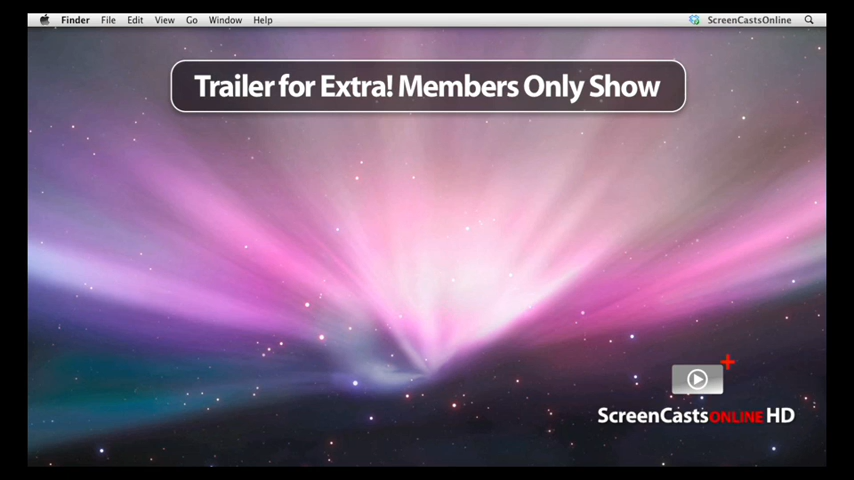 Finder File Edit View Go Window Help ScreenCastsOnline
Trailer for Extra! Members Only Show
ScreenCastsONLINE HD